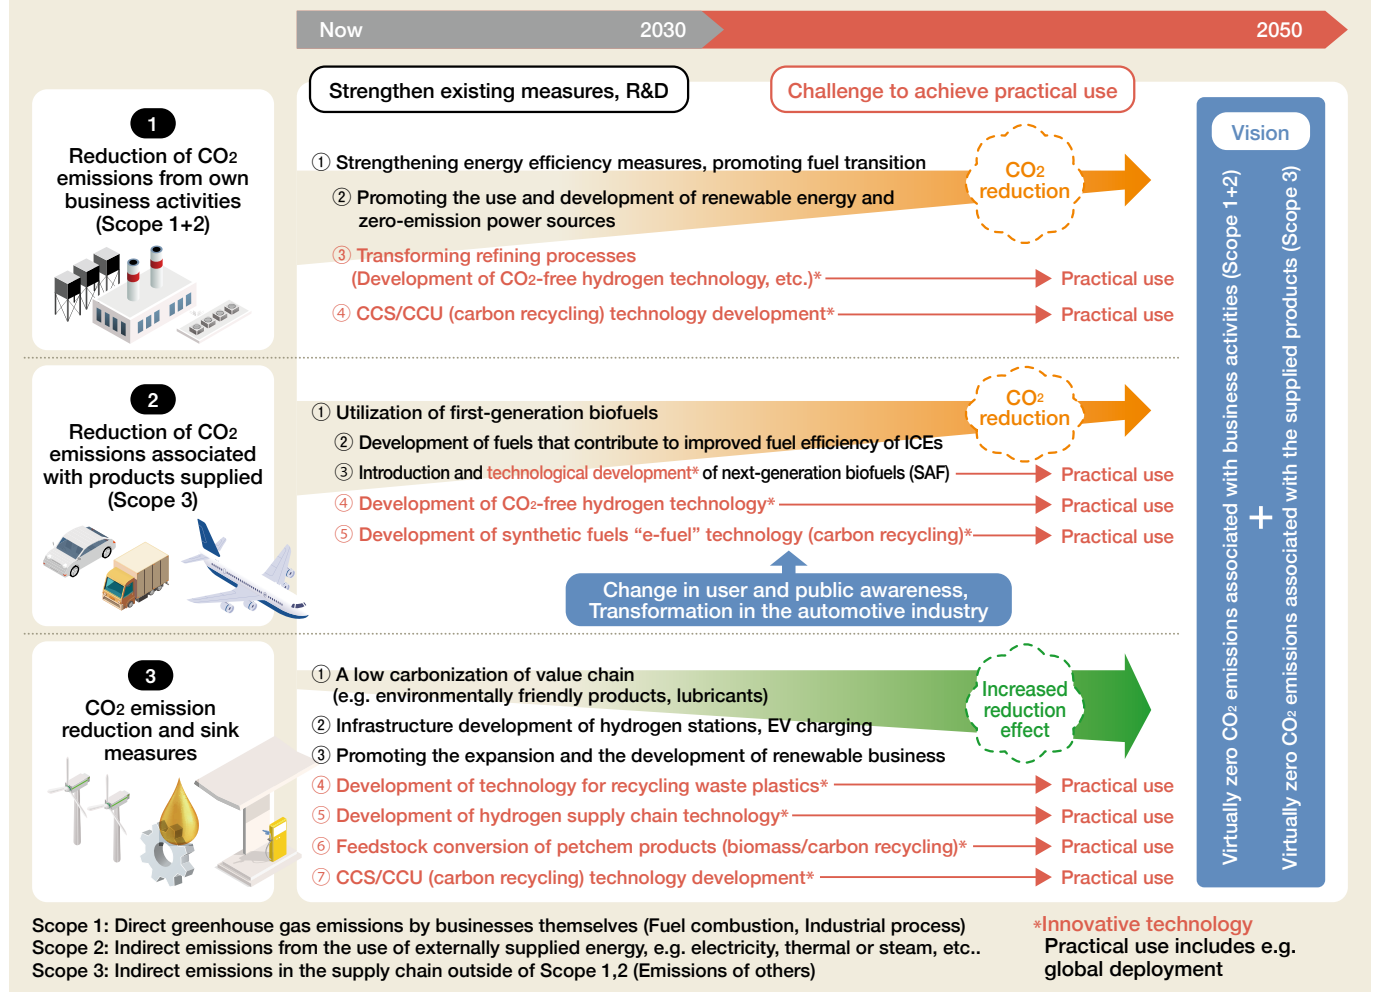 Now 2030 2050
Strengthen existing measures, R&D
Challenge to achieve practical use
1
Reduction of CO2
emissions from own
business activities
(Scope 1+2)
① Strengthening energy efficiency measures, promoting fuel transition
② Promoting the use and development of renewable energy and
zero-emission power sources
③ Transforming refining processes
(Development of CO2-free hydrogen technology, etc.)* Practical use
④ CCS/CCU (carbon recycling) technology development* Practical use
CO2
reduction
2
Reduction of CO2
emissions associated
with products supplied
(Scope 3)
① Utilization of first-generation biofuels
② Development of fuels that contribute to improved fuel efficiency of ICEs
③ Introduction and technological development* of next-generation biofuels (SAF) Practical use
④ Development of CO2-free hydrogen technology* Practical use
⑤ Development of synthetic fuels “e-fuel” technology (carbon recycling)* Practical use
CO2
reduction
Change in user and public awareness,
Transformation in the automotive industry
3
CO2 emission
reduction and sink
measures
① A low carbonization of value chain
(e.g. environmentally friendly products, lubricants)
② Infrastructure development of hydrogen stations, EV charging
③ Promoting the expansion and the development of renewable business
④ Development of technology for recycling waste plastics* Practical use
⑤ Development of hydrogen supply chain technology* Practical use
⑥ Feedstock conversion of petchem products (biomass/carbon recycling)* Practical use
⑦ CCS/CCU (carbon recycling) technology development* Practical use
Increased
reduction
effect
Vision
Virtually zero CO2 emissions associated with business activities (Scope 1+2)
+
Virtually zero CO2 emissions associated with the supplied products (Scope 3)
Scope 1: Direct greenhouse gas emissions by businesses themselves (Fuel combustion, Industrial process)
Scope 2: Indirect emissions from the use of externally supplied energy, e.g. electricity, thermal or steam, etc..
Scope 3: Indirect emissions in the supply chain outside of Scope 1,2 (Emissions of others)
*Innovative technology
Practical use includes e.g.
global deployment